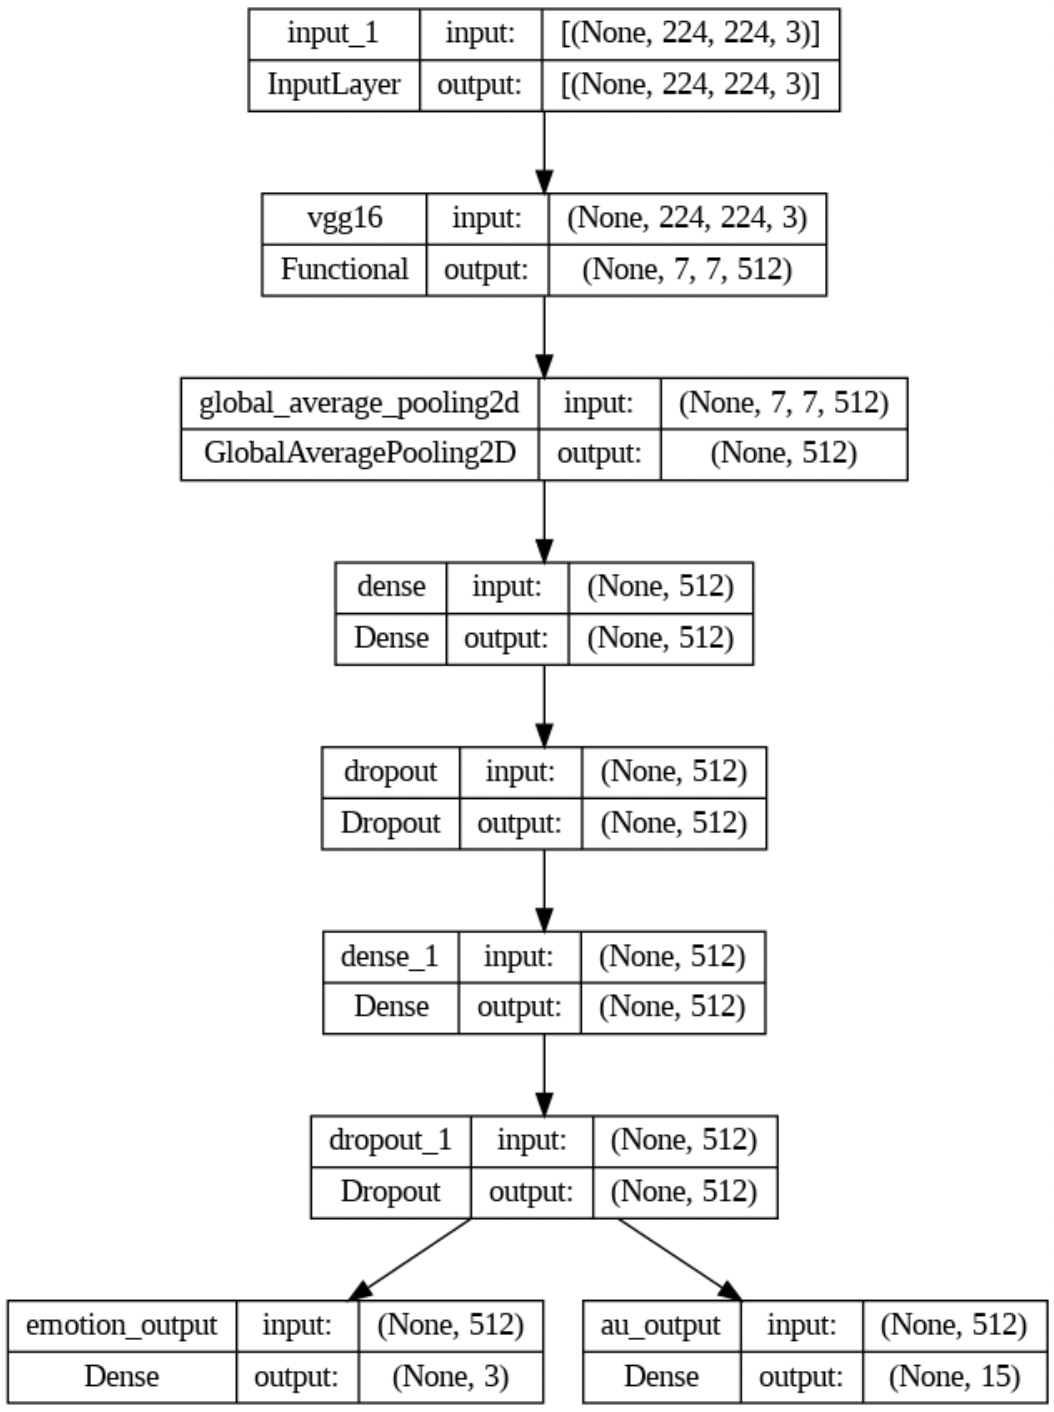 input_1 input: [(None, 224, 224, 3)]
InputLayer output: [(None, 224, 224, 3)]
vgg16 input: (None, 224, 224, 3)
Functional output: (None, 7, 7, 512)
global_average_pooling2d input: (None, 7, 7, 512)
GlobalAveragePooling2D output: (None, 512)
dense input: (None, 512)
Dense output: (None, 512)
dropout input: (None, 512)
Dropout output: (None, 512)
dense_1 input: (None, 512)
Dense output: (None, 512)
dropout_1 input: (None, 512)
Dropout output: (None, 512)
emotion_output input: (None, 512)
Dense output: (None, 3)
au_output input: (None, 512)
Dense output: (None, 15)